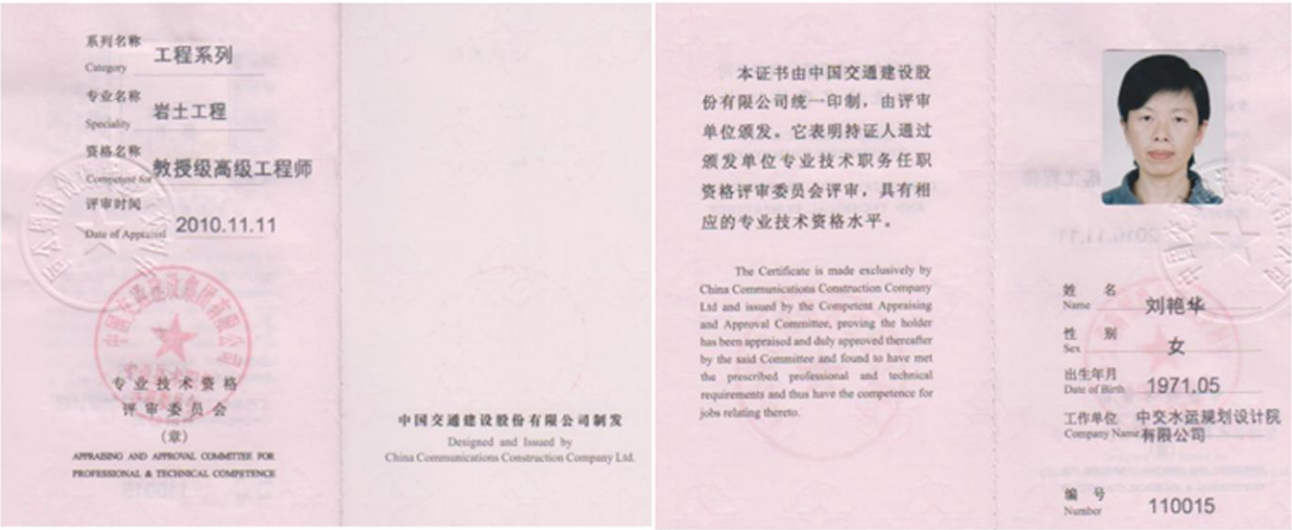 系列名称 工程系列
Category
专业名称 岩土工程
Speciality
资格名称 教授级高级工程师
Competent for
评审时间 2010.11.11
Date of Appraisal
中国交通建设集团有限公司
专业技术资格
评审委员会
(章)
APPRAISING AND APPROVAL COMMITTEE FOR
PROFESSIONAL & TECHNICAL COMPETENCE
中国交通建设股份有限公司制发
Designed and Issued by
China Communications Construction Company Ltd.
本证书由中国交通建设股
份有限公司统一印制，由评审
单位颁发。它表明持证人通过
颁发单位专业技术职务任职
资格评审委员会评审，具有相
应的专业技术资格水平。
The Certificate is made exclusively by
China Communications Construction Company
Ltd and issued by the Competent Appraising
and Approval Committee, proving the holder
has been appraised and duly approved thereafter
by the said Committee and found to have met
the prescribed professional and technical
requirements and thus have the competence for
jobs relating thereto.
姓 名 刘艳华
Name
性 别 女
Sex
出生年月 1971.05
Date of Birth
工作单位 中交水运规划设计院
Company Name 有限公司
编 号 110015
Number